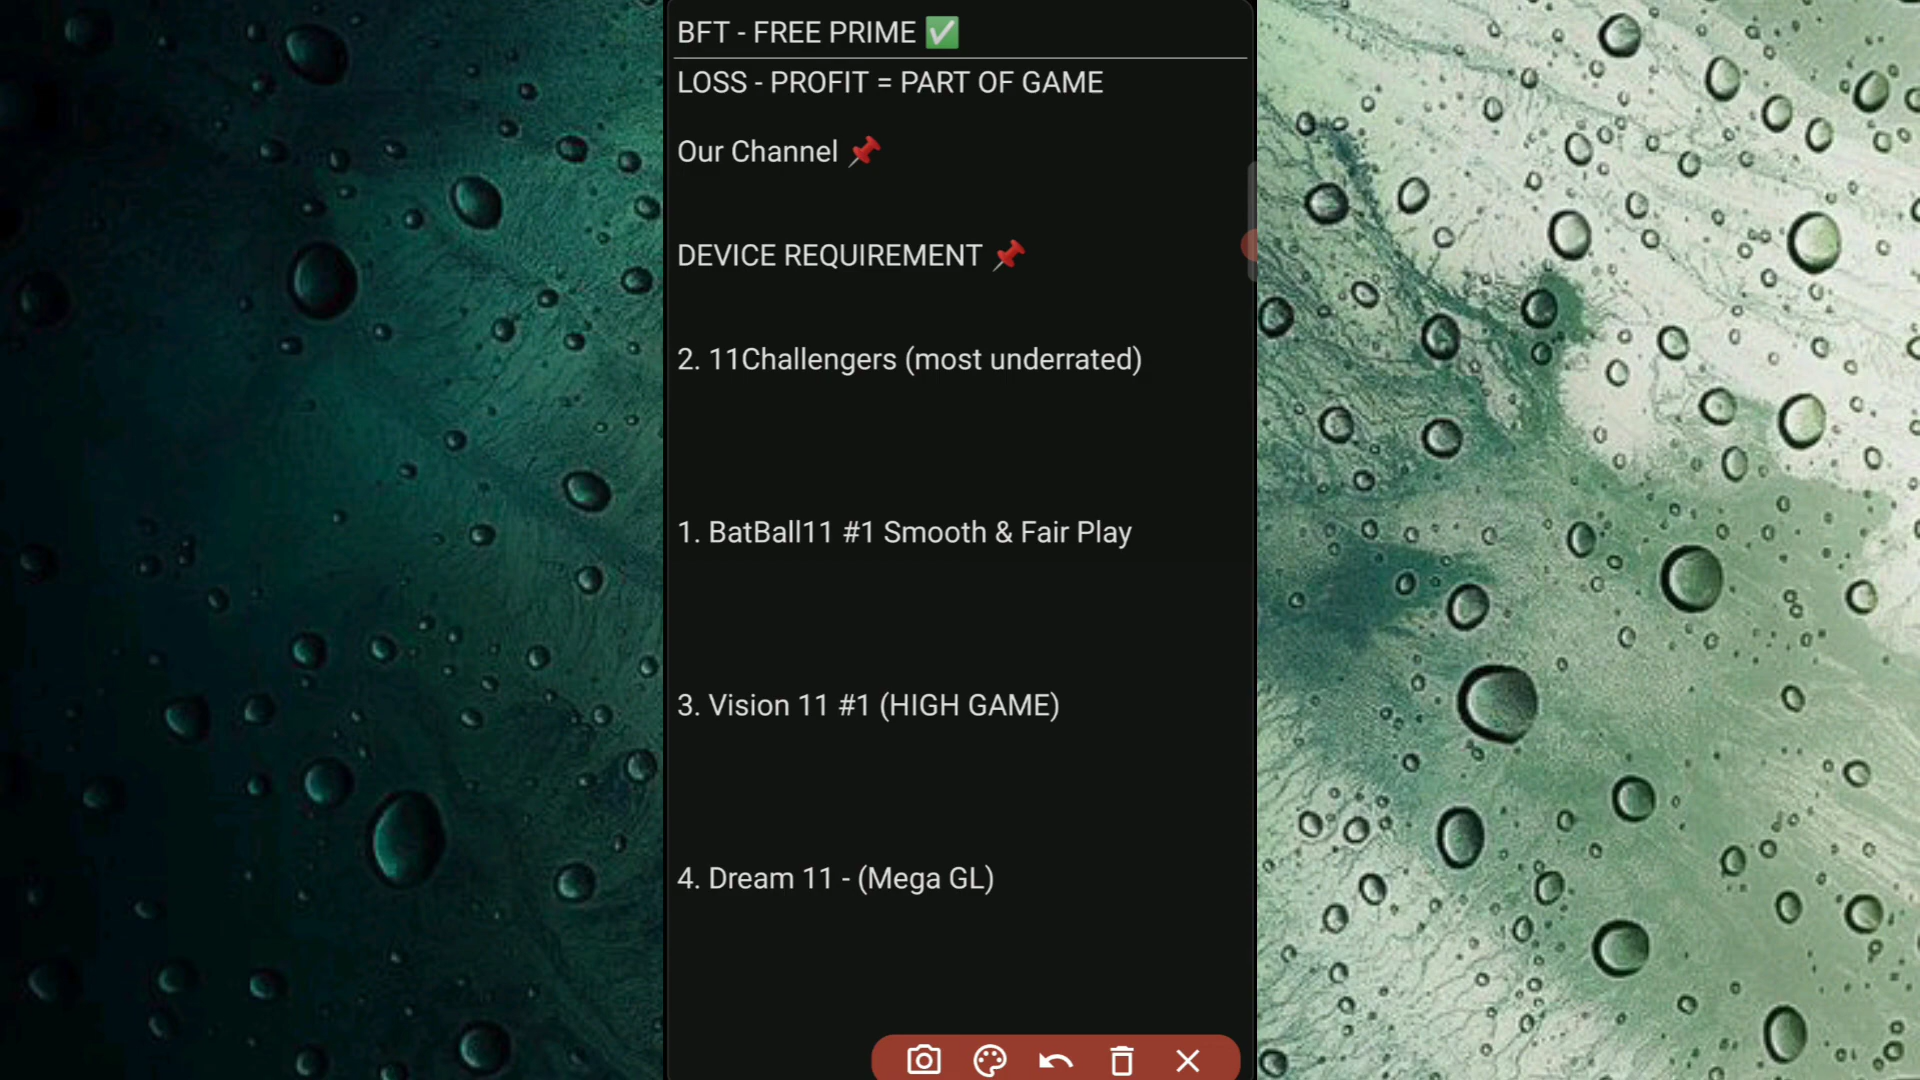 BFT - FREE PRIME ✅
LOSS - PROFIT = PART OF GAME
Our Channel 📌
DEVICE REQUIREMENT 📌
2. 11Challengers (most underrated)
1. BatBall11 #1 Smooth & Fair Play
3. Vision 11 #1 (HIGH GAME)
4. Dream 11 - (Mega GL)